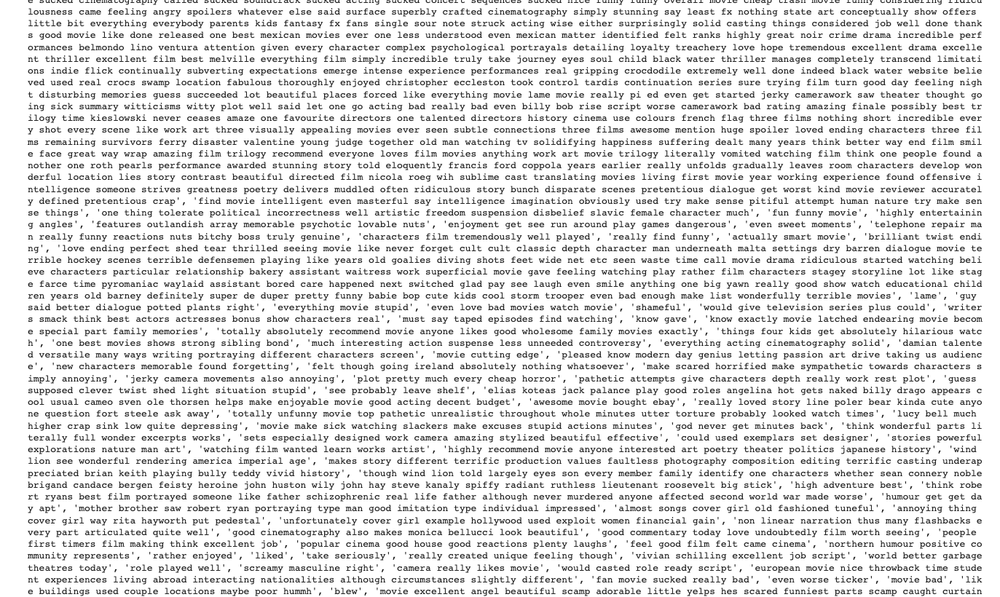 e sucked cinematography called sucked soundtrack sucked concert sequences sucked nice funny funny overall movie cheap trash movie funny considering ridicu
lousness came feeling angry spoilers whatever else said surface superbly crafted cinematography simply stunning say least fx nothing state art conceptually show offers
little bit everything everybody parents kids fantasy fx fans single sour note struck acting wise either surprisingly solid casting things considered job well done thank
s good movie like done released one best mexican movies ever one less understood even mexican matter identified felt ranks highly great noir crime drama incredible perf
ormances belmondo lino ventura attention given every character complex psychological portrayals detailing loyalty treachery love hope tremendous excellent drama excelle
nt thriller excellent film best melville everything film simply incredible truly take journey eyes soul child black water thriller manages completely transcend limitati
ons indie flick continually subverting expectations emerge intense experience performances real gripping crocdodile extremely well done indeed black water website belie
ved used real crocs swamp location fabulous thoroughly enjoyed christopher eccleston took control tardis continuation series sure trying film turn good day feeling nigh
t disturbing memories guess succeeded lot beautiful places forced like everything movie lame movie really pi ed even get started jerky camerawork saw theater thought go
ing sick summary witticisms witty plot well said let one go acting bad really bad even billy bob rise script worse camerawork bad rating amazing finale possibly best tr
ilogy time kieslowski never ceases amaze one favourite directors one talented directors history cinema use colours french flag three films nothing short incredible ever
y shot every scene like work art three visually appealing movies ever seen subtle connections three films awesome mention huge spoiler loved ending characters three fil
ms remaining survivors ferry disaster valentine young judge together old man watching tv solidifying happiness suffering dealt many years think better way end film smil
e face great way wrap amazing film trilogy recommend everyone loves film movies anything work art movie trilogy literally vomited watching film think one people found a
nother one roth pearls performance awarded stunning story told eloquently francis ford coppola years earlier really unfolds gradually leaves room characters develop won
derful location lies story contrast beautiful directed film nicola roeg wih sublime cast translating movies living first movie year working experience found offensive i
ntelligence someone strives greatness poetry delivers muddled often ridiculous story bunch disparate scenes pretentious dialogue get worst kind movie reviewer accuratel
y defined pretentious crap', 'find movie intelligent even masterful say intelligence imagination obviously used try make sense pitiful attempt human nature try make sen
se things', 'one thing tolerate political incorrectness well artistic freedom suspension disbelief slavic female character much', 'fun funny movie', 'highly entertainin
g angles', 'features outlandish array memorable psychotic lovable nuts', 'enjoyment get see run around play games dangerous', 'even sweet moments', 'telephone repair ma
n really funny reactions nuts bitchy boss truly genuine', 'characters film tremendously well played', 'really find funny', 'actually smart movie', 'brilliant twist endi
ng', 'love ending perfect shed tear thrilled seeing movie like never forget cult cult classic depth character man underneath malta settings dry barren dialogue movie te
rrible hockey scenes terrible defensemen playing like years old goalies diving shots feet wide net etc seen waste time call movie drama ridiculous started watching beli
eve characters particular relationship bakery assistant waitress work superficial movie gave feeling watching play rather film characters stagey storyline lot like stag
e farce time pyromaniac waylaid assistant bored care happened next switched glad pay see laugh even smile anything one big yawn really good show watch educational child
ren years old barney definitely super de duper pretty funny babie bop cute kids cool storm trooper even bad enough make list wonderfully terrible movies', 'lame', 'guy
said better dialogue potted plants right', 'everything movie stupid', 'even love bad movies watch movie', 'shameful', 'would give television series plus could', 'writer
s smack think best actors actresses bonus show characters real', 'must say taped episodes find watching', 'know gave', 'know exactly movie latched endearing movie becom
e special part family memories', 'totally absolutely recommend movie anyone likes good wholesome family movies exactly', 'things four kids get absolutely hilarious watc
h', 'one best movies shows strong sibling bond', 'much interesting action suspense less unneeded controversy', 'everything acting cinematography solid', 'damian talente
d versatile many ways writing portraying different characters screen', 'movie cutting edge', 'pleased know modern day genius letting passion art drive taking us audienc
e', 'new characters memorable found forgetting', 'felt though going ireland absolutely nothing whatsoever', 'make scared horrified make sympathetic towards characters s
imply annoying', 'jerky camera movements also annoying', 'plot pretty much every cheap horror', 'pathetic attempts give characters depth really work rest plot', 'guess
supposed clever twist shed light situation stupid', 'see probably leave shelf', 'elias koteas jack palance play good roles angelina hot gets naked billy drago appears c
ool usual cameo sven ole thorsen helps make enjoyable movie good acting decent budget', 'awesome movie bought ebay', 'really loved story line poler bear kinda cute anyo
ne question fort steele ask away', 'totally unfunny movie top pathetic unrealistic throughout whole minutes utter torture probably looked watch times', 'lucy bell much
higher crap sink low quite depressing', 'movie make sick watching slackers make excuses stupid actions minutes', 'god never get minutes back', 'think wonderful parts li
terally full wonder excerpts works', 'sets especially designed work camera amazing stylized beautiful effective', 'could used exemplars set designer', 'stories powerful
explorations nature man art', 'watching film wanted learn works artist', 'highly recommend movie anyone interested art poetry theater politics japanese history', 'wind
lion see wonderful rendering america imperial age', 'makes story different terrific production values faultless photography composition editing terrific casting underap
preciated brian keith playing bully teddy vivid history', 'though wind lion told largely eyes son every member family identify one characters whether sean connery noble
brigand candace bergen feisty heroine john huston wily john hay steve kanaly spiffy radiant ruthless lieutenant roosevelt big stick', 'high adventure best', 'think robe
rt ryans best film portrayed someone like father schizophrenic real life father although never murdered anyone affected second world war made worse', 'humour get get da
y apt', 'mother brother saw robert ryan portraying type man good imitation type individual impressed', 'almost songs cover girl old fashioned tuneful', 'annoying thing
cover girl way rita hayworth put pedestal', 'unfortunately cover girl example hollywood used exploit women financial gain', 'non linear narration thus many flashbacks e
very part articulated quite well', 'good cinematography also makes monica bellucci look beautiful', 'good commentary today love undoubtedly film worth seeing', 'people
first timers film making think excellent job', 'popular cinema good house good reactions plenty laughs', 'feel good film felt came cinema', 'northern humour positive co
mmunity represents', 'rather enjoyed', 'liked', 'take seriously', 'really created unique feeling though', 'vivian schilling excellent job script', 'world better garbage
theatres today', 'role played well', 'screamy masculine right', 'camera really likes movie', 'would casted role ready script', 'european movie nice throwback time stude
nt experiences living abroad interacting nationalities although circumstances slightly different', 'fan movie sucked really bad', 'even worse ticker', 'movie bad', 'lik
e buildings used couple locations maybe poor hummh', 'blew', 'movie excellent angel beautiful scamp adorable little yelps hes scared funniest parts scamp caught curtain